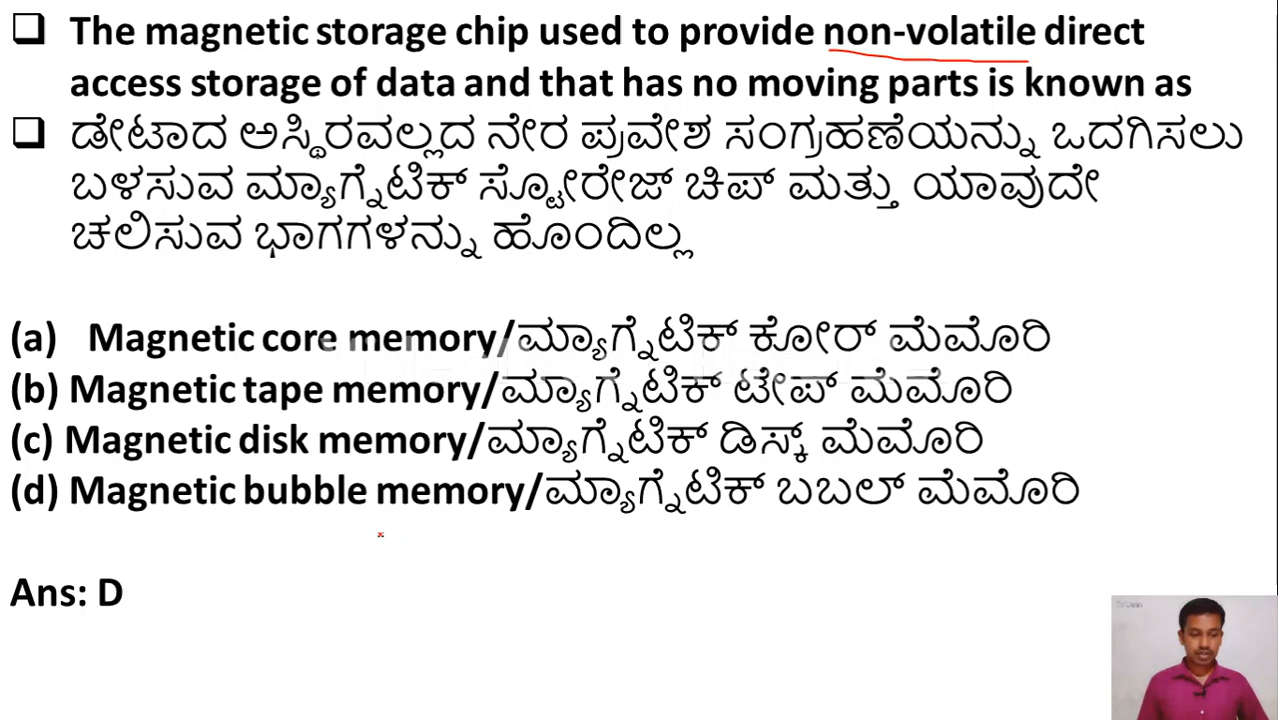 The magnetic storage chip used to provide non-volatile direct
access storage of data and that has no moving parts is known as
ಡೇಟಾದ ಅಸ್ಥಿರವಲ್ಲದ ನೇರ ಪ್ರವೇಶ ಸಂಗ್ರಹಣೆಯನ್ನು ಒದಗಿಸಲು
ಬಳಸುವ ಮ್ಯಾಗ್ನೆಟಿಕ್ ಸ್ಟೋರೇಜ್ ಚಿಪ್ ಮತ್ತು ಯಾವುದೇ
ಚಲಿಸುವ ಭಾಗಗಳನ್ನು ಹೊಂದಿಲ್ಲ
(a) Magnetic core memory/ಮ್ಯಾಗ್ನೆಟಿಕ್ ಕೋರ್ ಮೆಮೊರಿ
(b) Magnetic tape memory/ಮ್ಯಾಗ್ನೆಟಿಕ್ ಟೇಪ್ ಮೆಮೊರಿ
(c) Magnetic disk memory/ಮ್ಯಾಗ್ನೆಟಿಕ್ ಡಿಸ್ಕ್ ಮೆಮೊರಿ
(d) Magnetic bubble memory/ಮ್ಯಾಗ್ನೆಟಿಕ್ ಬಬಲ್ ಮೆಮೊರಿ
Ans: D